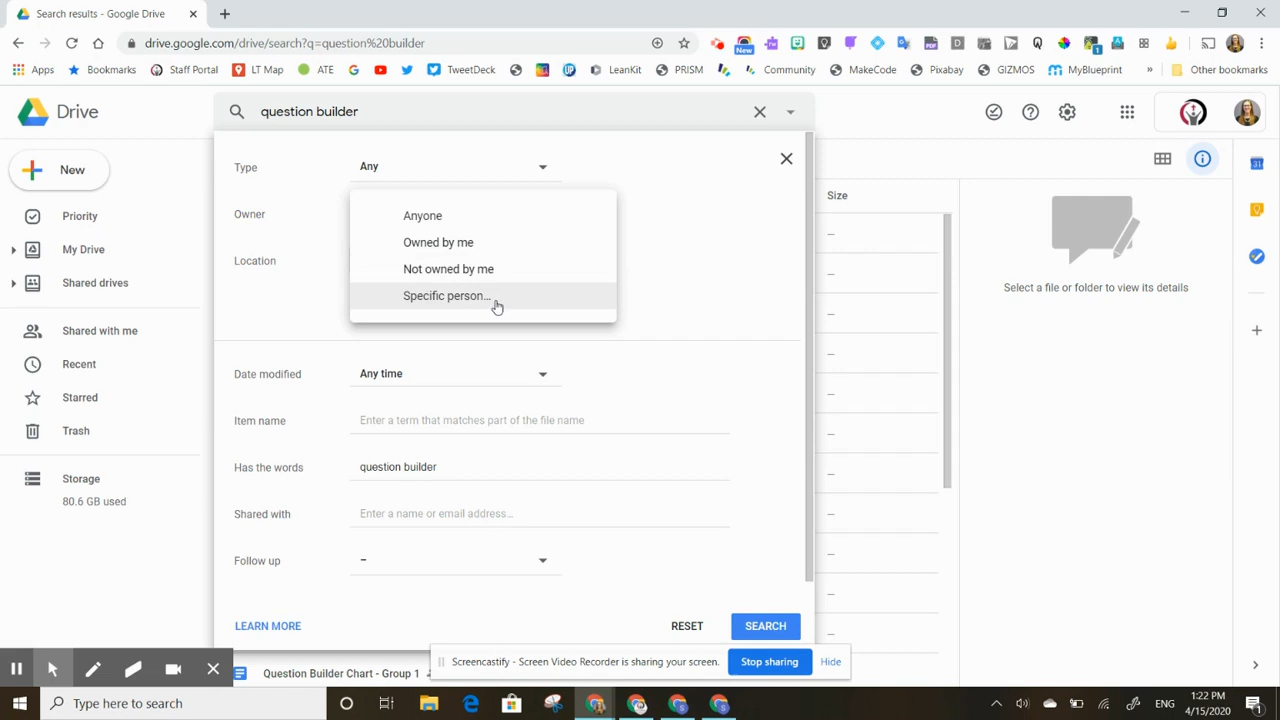 Search results - Google Drive
drive.google.com/drive/search?q=question%20builder
New
1
Apps
Bookmarks
Staff Portal
LT Map
ATE
TweetDeck
LeanKit
PRISM
Community
MakeCode
Pixabay
GIZMOS
MyBlueprint
»
Other bookmarks
Drive
question builder
New
Priority
My Drive
Shared drives
Shared with me
Recent
Starred
Trash
Storage
80.6 GB used
Type Any
Owner
Anyone
Owned by me
Not owned by me
Specific person...
Location
Date modified Any time
Item name Enter a term that matches part of the file name
Has the words question builder
Shared with Enter a name or email address…
Follow up –
LEARN MORE
RESET
SEARCH
Size
–
–
–
–
–
–
–
–
–
–
–
Select a file or folder to view its details
Question Builder Chart - Group 1
Screencastify - Screen Video Recorder is sharing your screen.
Stop sharing
Hide
Type here to search
ENG
1:22 PM
4/15/2020